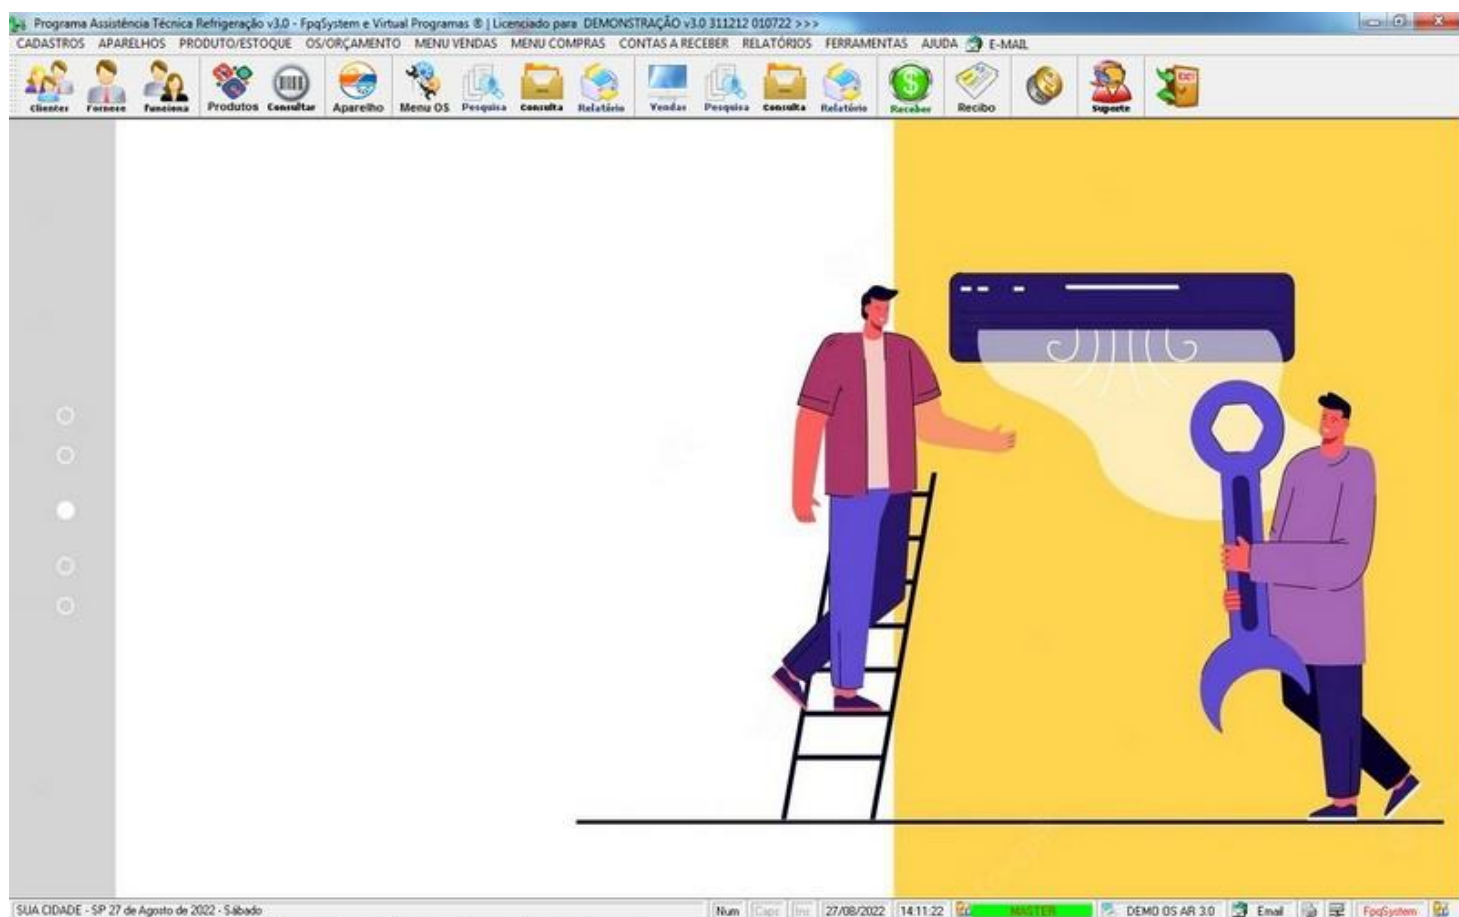 Programa Assistência Técnica Refrigeração v3.0 - FpqSystem e Virtual Programas ® | Licenciado para DEMONSTRAÇÃO v3.0 311212 010722 >>>
CADASTROS APARELHOS PRODUTO/ESTOQUE OS/ORÇAMENTO MENU VENDAS MENU COMPRAS CONTAS A RECEBER RELATÓRIOS FERRAMENTAS AJUDA E-MAIL
EXIT
Clientes Fornece Funciona Produtos Consultar Aparelho Menu OS Pesquisa Consulta Relatório Vendas Pesquisa Consulta Relatório Receber Recibo Suporte
SUA CIDADE - SP 27 de Agosto de 2022 - Sábado Num Caps Ins 27/08/2022 14:11:22 MASTER DEMO OS AR 3.0 Email FpqSystem